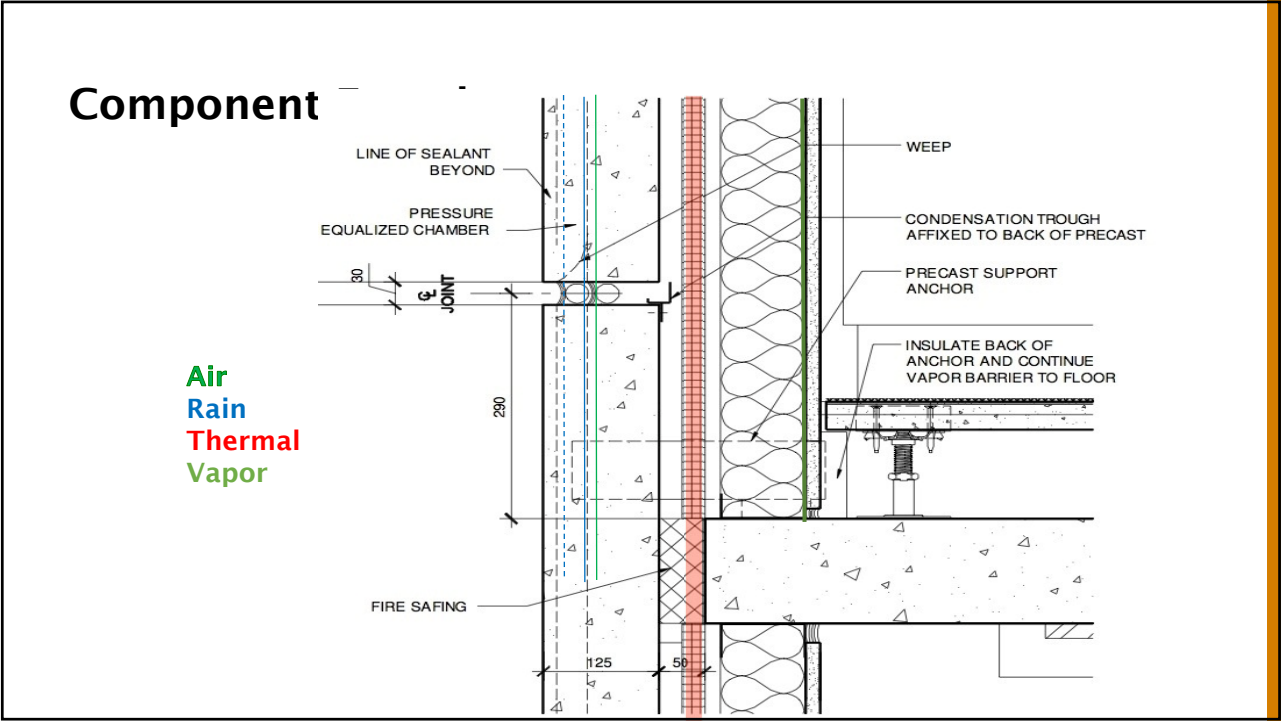 Component
LINE OF SEALANT
BEYOND
PRESSURE
EQUALIZED CHAMBER
30
℄
JOINT
290
Air
Rain
Thermal
Vapor
FIRE SAFING
125
50
WEEP
CONDENSATION TROUGH
AFFIXED TO BACK OF PRECAST
PRECAST SUPPORT
ANCHOR
INSULATE BACK OF
ANCHOR AND CONTINUE
VAPOR BARRIER TO FLOOR